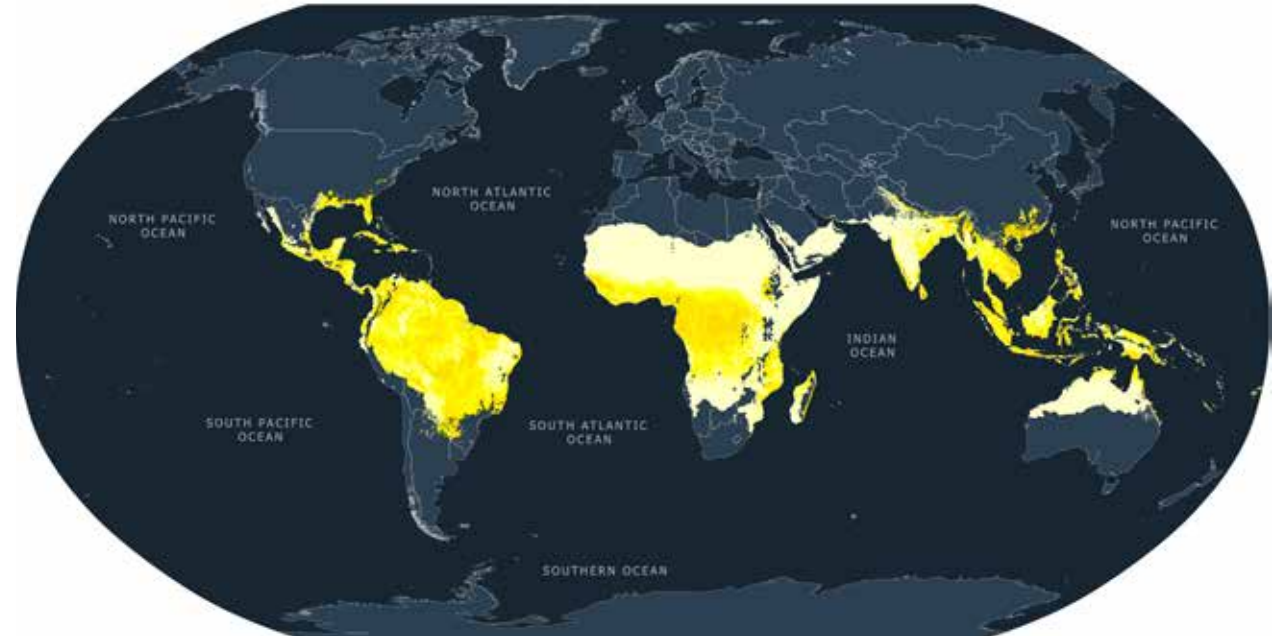 NORTH ATLANTIC
OCEAN
NORTH PACIFIC
OCEAN
NORTH PACIFIC
OCEAN
INDIAN
OCEAN
SOUTH PACIFIC
OCEAN
SOUTH ATLANTIC
OCEAN
SOUTHERN OCEAN